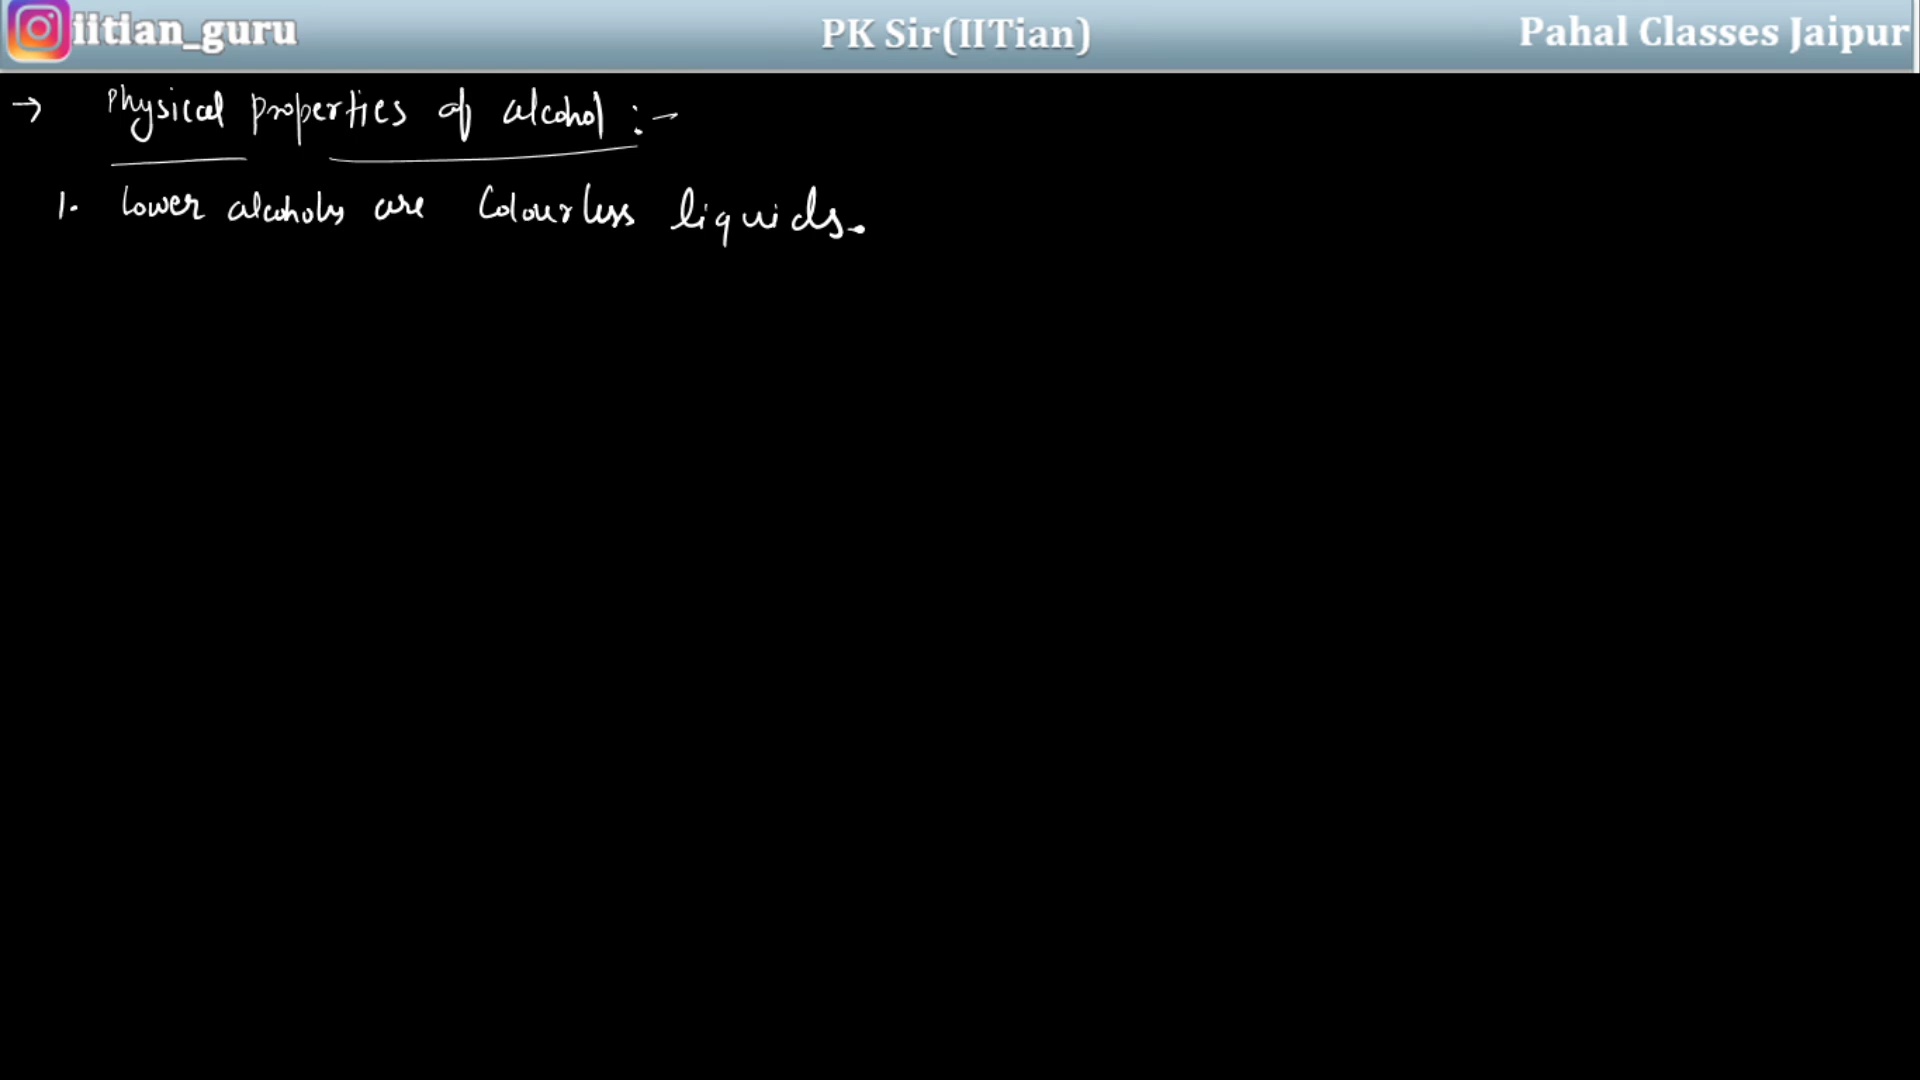 iitian_guru
PK Sir(IITian)
Pahal Classes Jaipur
→ Physical properties of alcohol :-
1. Lower alcohols are Colourless liquids.